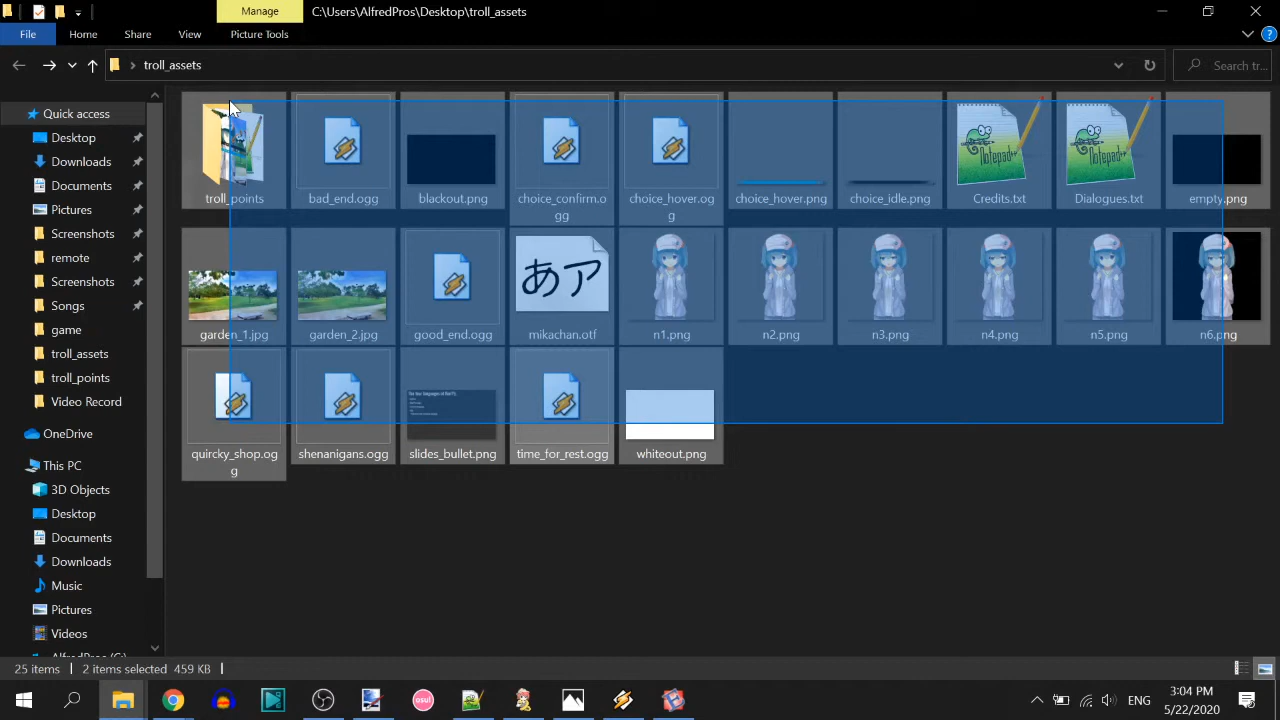 Manage
C:\Users\AlfredPros\Desktop\troll_assets
File
Home
Share
View
Picture Tools
troll_assets
Search tr...
Quick access
Desktop
Downloads
Documents
Pictures
Screenshots
remote
Screenshots
Songs
game
troll_assets
troll_points
Video Record
OneDrive
This PC
3D Objects
Desktop
Documents
Downloads
Music
Pictures
Videos
troll_points
bad_end.ogg
blackout.png
choice_confirm.o
gg
choice_hover.og
g
choice_hover.png
choice_idle.png
Notepad++
Credits.txt
Notepad++
Dialogues.txt
empty.png
garden_1.jpg
garden_2.jpg
good_end.ogg
あア
mikachan.otf
n1.png
n2.png
n3.png
n4.png
n5.png
n6.png
quircky_shop.og
g
shenanigans.ogg
slides_bullet.png
time_for_rest.ogg
whiteout.png
25 items
2 items selected 459 KB
osu!
ENG
3:04 PM
5/22/2020